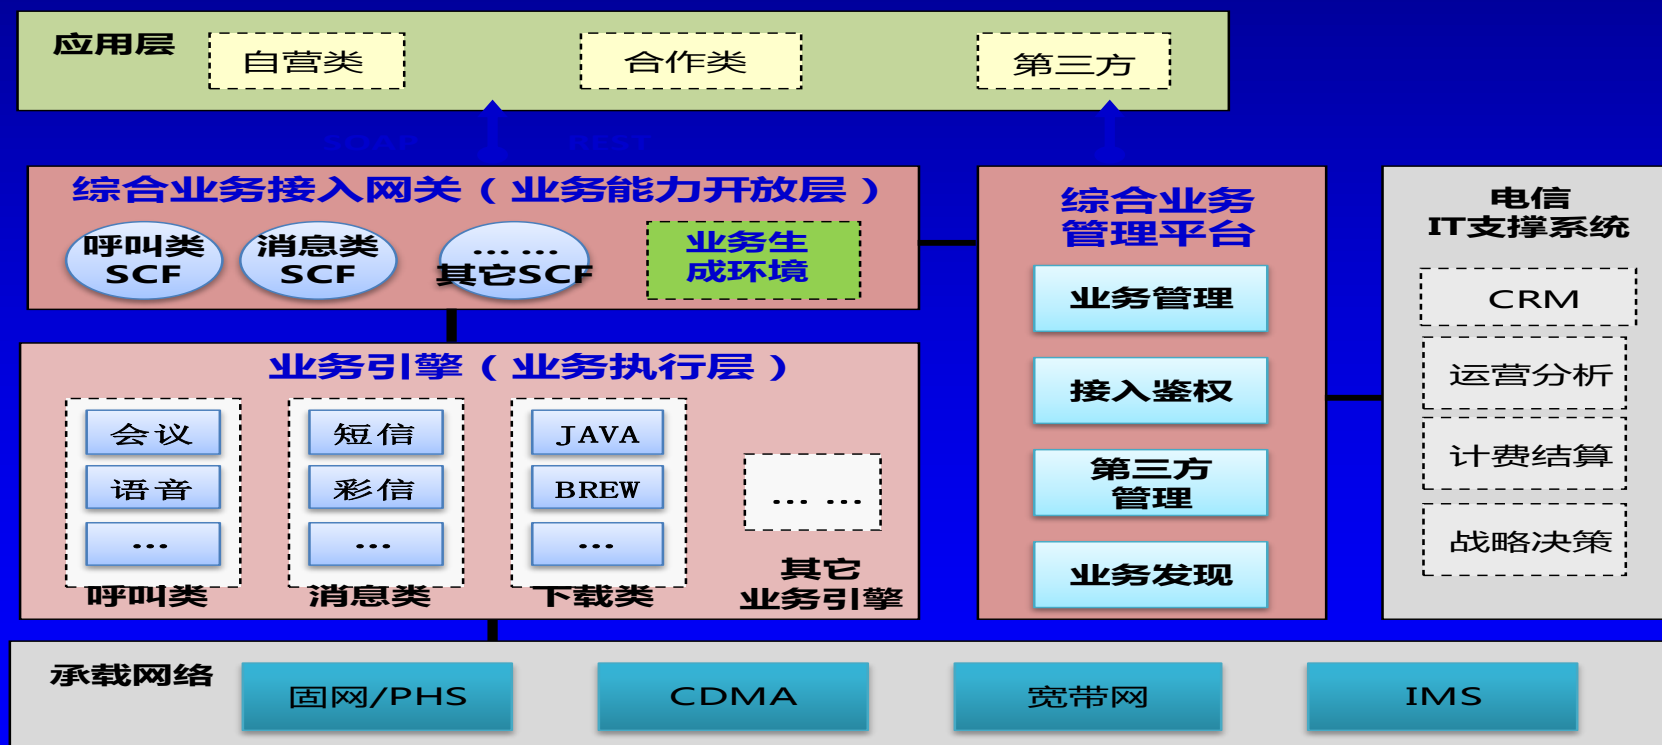 应用层
自营类
合作类
第三方
SOAP
REST
综合业务接入网关（业务能力开放层）
呼叫类
SCF
消息类
SCF
... ...
其它SCF
业务生
成环境
业务引擎（业务执行层）
会议
语音
...
呼叫类
短信
彩信
...
消息类
JAVA
BREW
...
下载类
... ...
其它
业务引擎
综合业务
管理平台
业务管理
接入鉴权
第三方
管理
业务发现
电信
IT支撑系统
CRM
运营分析
计费结算
战略决策
承载网络
固网/PHS
CDMA
宽带网
IMS